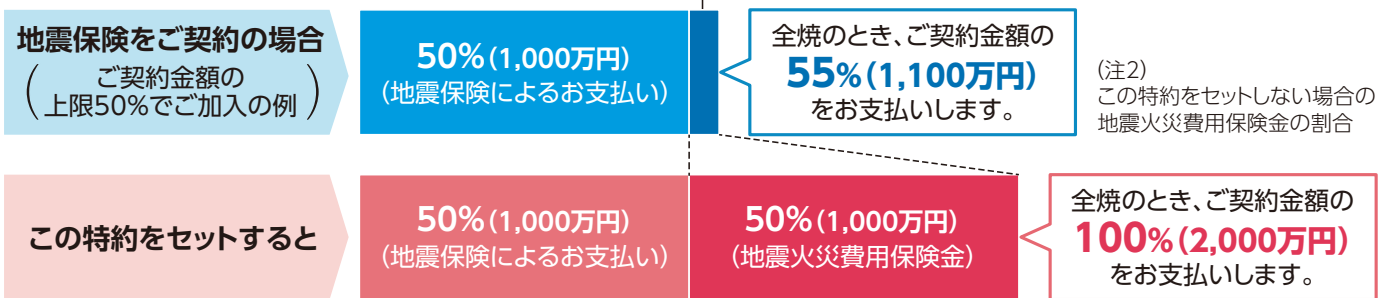 地震保険をご契約の場合
(ご契約金額の
上限50%でご加入の例)
50%(1,000万円)
(地震保険によるお支払い)
全焼のとき、ご契約金額の
55%(1,100万円)
をお支払いします。
(注2)
この特約をセットしない場合の
地震火災費用保険金の割合
この特約をセットすると
50%(1,000万円)
(地震保険によるお支払い)
50%(1,000万円)
(地震火災費用保険金)
全焼のとき、ご契約金額の
100%(2,000万円)
をお支払いします。